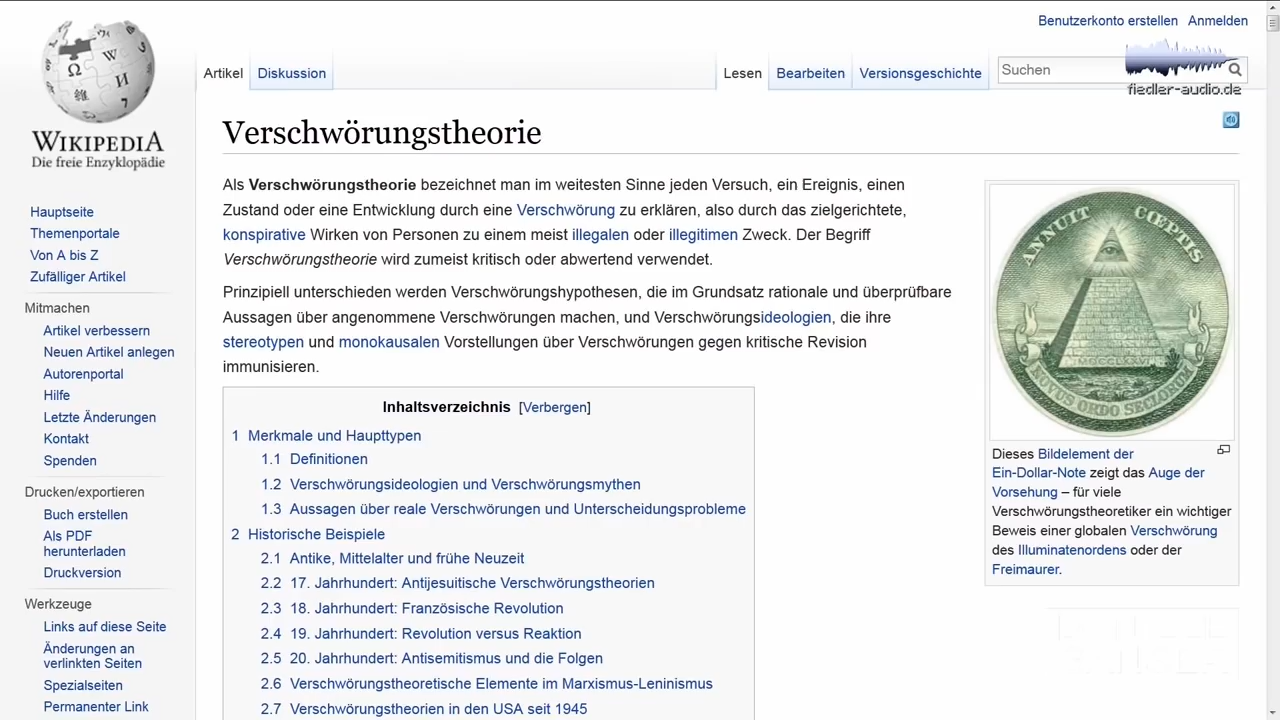 Benutzerkonto erstellen Anmelden
Artikel Diskussion Lesen Bearbeiten Versionsgeschichte Suchen
fiedler-audio.de
WIKIPEDIA
Die freie Enzyklopädie
Hauptseite
Themenportale
Von A bis Z
Zufälliger Artikel
Mitmachen
Artikel verbessern
Neuen Artikel anlegen
Autorenportal
Hilfe
Letzte Änderungen
Kontakt
Spenden
Drucken/exportieren
Buch erstellen
Als PDF
herunterladen
Druckversion
Werkzeuge
Links auf diese Seite
Änderungen an
verlinkten Seiten
Spezialseiten
Permanenter Link
Verschwörungstheorie
Als Verschwörungstheorie bezeichnet man im weitesten Sinne jeden Versuch, ein Ereignis, einen
Zustand oder eine Entwicklung durch eine Verschwörung zu erklären, also durch das zielgerichtete,
konspirative Wirken von Personen zu einem meist illegalen oder illegitimen Zweck. Der Begriff
Verschwörungstheorie wird zumeist kritisch oder abwertend verwendet.
Prinzipiell unterschieden werden Verschwörungshypothesen, die im Grundsatz rationale und überprüfbare
Aussagen über angenommene Verschwörungen machen, und Verschwörungsideologien, die ihre
stereotypen und monokausalen Vorstellungen über Verschwörungen gegen kritische Revision
immunisieren.
Inhaltsverzeichnis [Verbergen]
1 Merkmale und Haupttypen
1.1 Definitionen
1.2 Verschwörungsideologien und Verschwörungsmythen
1.3 Aussagen über reale Verschwörungen und Unterscheidungsprobleme
2 Historische Beispiele
2.1 Antike, Mittelalter und frühe Neuzeit
2.2 17. Jahrhundert: Antijesuitische Verschwörungstheorien
2.3 18. Jahrhundert: Französische Revolution
2.4 19. Jahrhundert: Revolution versus Reaktion
2.5 20. Jahrhundert: Antisemitismus und die Folgen
2.6 Verschwörungstheoretische Elemente im Marxismus-Leninismus
2.7 Verschwörungstheorien in den USA seit 1945
ANNUIT CŒPTIS
MDCCLXXVI
NOVUS ORDO SECLORUM
Dieses Bildelement der
Ein-Dollar-Note zeigt das Auge der
Vorsehung – für viele
Verschwörungstheoretiker ein wichtiger
Beweis einer globalen Verschwörung
des Illuminatenordens oder der
Freimaurer.